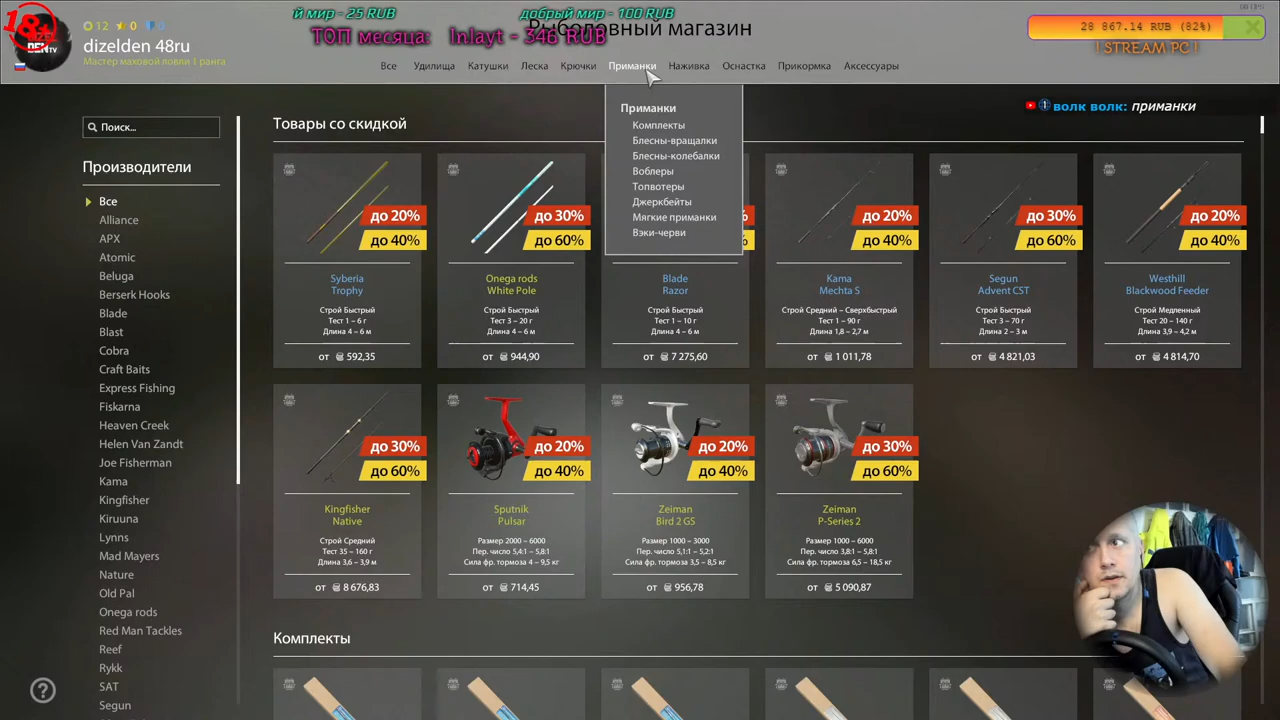 18+
DEN TV
12 0 0
dizelden 48ru
Мастер маховой ловли 1 ранга
й мир - 25 RUB
добрый мир - 100 RUB
ТОП месяца: Inlayt - 346 RUB
28 867.14 RUB (82%)
! STREAM PC !
Все Удилища Катушки Леска Крючки Приманки Наживка Оснастка Прикормка Аксессуары
волк волк: приманки
Приманки
Комплекты
Блесны-вращалки
Блесны-колебалки
Воблеры
Топвотеры
Джеркбейты
Мягкие приманки
Вэки-черви
Поиск...
Производители
Все
Alliance
APX
Atomic
Beluga
Berserk Hooks
Blade
Blast
Cobra
Craft Baits
Express Fishing
Fiskarna
Heaven Creek
Helen Van Zandt
Joe Fisherman
Kama
Kingfisher
Kiruuna
Lynns
Mad Mayers
Nature
Old Pal
Onega rods
Red Man Tackles
Reef
Rykk
SAT
Segun
Товары со скидкой
до 20%
до 40%
Syberia
Trophy
Строй Быстрый
Тест 1 – 6 г
Длина 4 – 6 м
от 592,35
до 30%
до 60%
Onega rods
White Pole
Строй Быстрый
Тест 3 – 20 г
Длина 4 – 6 м
от 944,90
Blade
Razor
Строй Быстрый
Тест 1 – 10 г
Длина 4 – 6 м
от 7 275,60
до 20%
до 40%
Kama
Mechta S
Строй Средний – Сверхбыстрый
Тест 1 – 90 г
Длина 1,8 – 2,7 м
от 1 011,78
до 30%
до 60%
Segun
Advent CST
Строй Быстрый
Тест 3 – 70 г
Длина 2 – 3 м
от 4 821,03
до 20%
до 40%
Westhill
Blackwood Feeder
Строй Медленный
Тест 20 – 140 г
Длина 3,9 – 4,2 м
от 4 814,70
до 30%
до 60%
Kingfisher
Native
Строй Средний
Тест 35 – 160 г
Длина 3,6 – 3,9 м
от 8 676,83
до 20%
до 40%
Sputnik
Pulsar
Размер 2000 – 6000
Пер. число 5,4:1 – 5,8:1
Сила фр. тормоза 4 – 9,5 кг
от 714,45
до 20%
до 40%
Zeiman
Bird 2 GS
Размер 1000 – 3000
Пер. число 5,1:1 – 5,2:1
Сила фр. тормоза 3,5 – 8,5 кг
от 956,78
до 30%
до 60%
Zeiman
P-Series 2
Размер 1000 – 6000
Пер. число 3,8:1 – 5,8:1
Сила фр. тормоза 6,5 – 18,5 кг
от 5 090,87
Комплекты